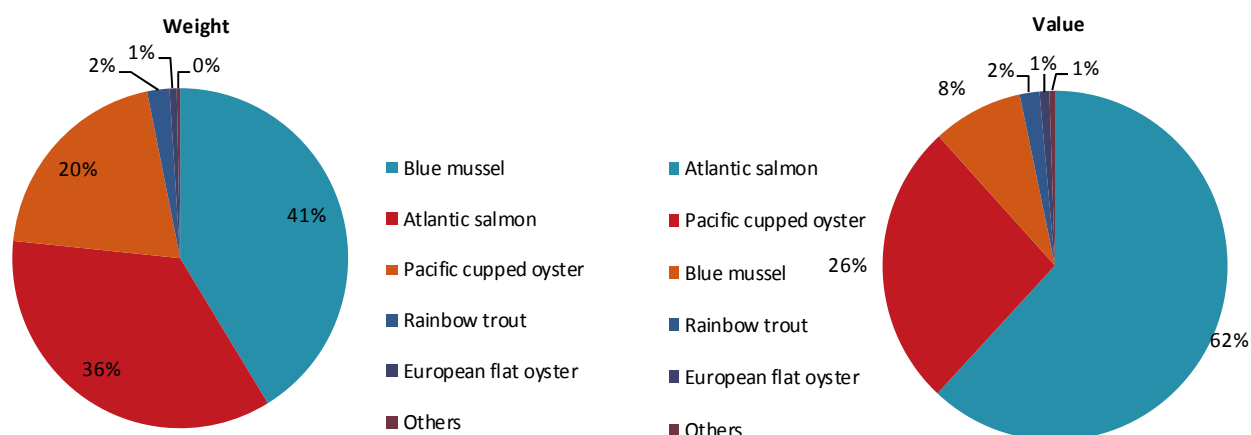 Weight
1%
2%
0%
20%
41%
36%
Blue mussel
Atlantic salmon
Pacific cupped oyster
Rainbow trout
European flat oyster
Others
Value
1%
2%
1%
8%
26%
62%
Atlantic salmon
Pacific cupped oyster
Blue mussel
Rainbow trout
European flat oyster
Others